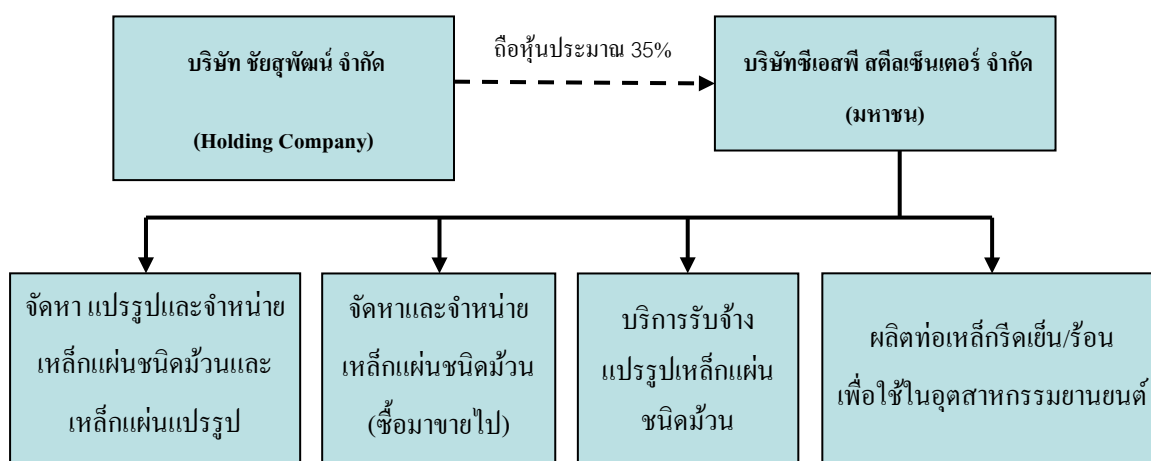 บริษัท ชัยสุพัฒน์ จำกัด
(Holding Company)
ถือหุ้นประมาณ 35%
บริษัทซีเอสพี สตีลเซ็นเตอร์ จำกัด
(มหาชน)
จัดหา แปรรูปและจำหน่าย
เหล็กแผ่นชนิดม้วนและ
เหล็กแผ่นแปรรูป
จัดหาและจำหน่าย
เหล็กแผ่นชนิดม้วน
(ซื้อมาขายไป)
บริการรับจ้าง
แปรรูปเหล็กแผ่น
ชนิดม้วน
ผลิตท่อเหล็กรีดเย็น/ร้อน
เพื่อใช้ในอุตสาหกรรมยานยนต์